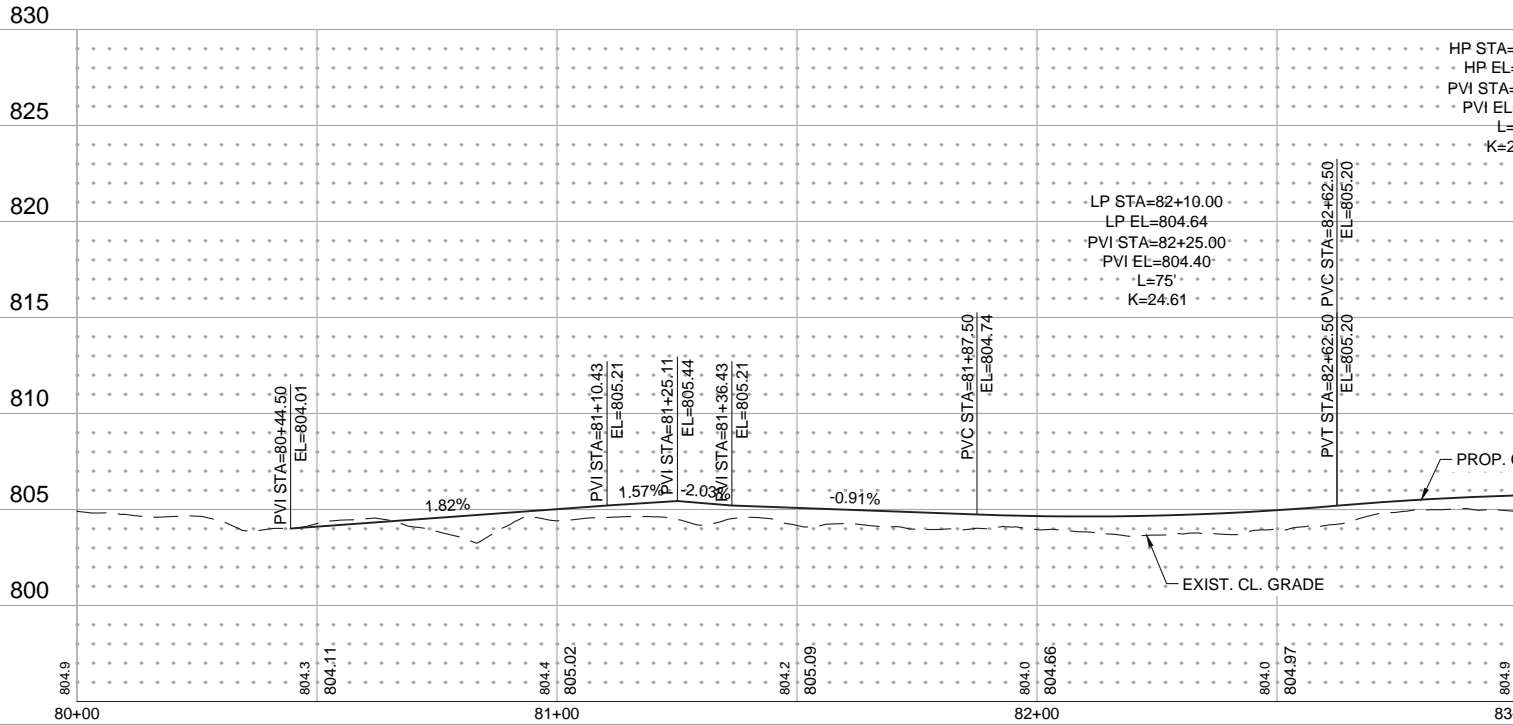 830
825
820
815
810
805
800
HP STA=
HP EL=
PVI STA=
PVI EL=
L=
K=2
LP STA=82+10.00
LP EL=804.64
PVI STA=82+25.00
PVI EL=804.40
L=75'
K=24.61
PVI STA=80+44.50
EL=804.01
PVI STA=81+10.43
EL=805.21
PVI STA=81+25.11
EL=805.44
PVI STA=81+36.43
EL=805.21
PVC STA=81+87.50
EL=804.74
PVC STA=82+62.50
EL=805.20
PVT STA=82+62.50
EL=805.20
1.82%
1.57%
-2.03%
-0.91%
PROP. C
EXIST. CL. GRADE
804.9
804.3
804.11
804.4
805.02
804.2
805.09
804.0
804.66
804.0
804.97
804.9
80+00
81+00
82+00
83